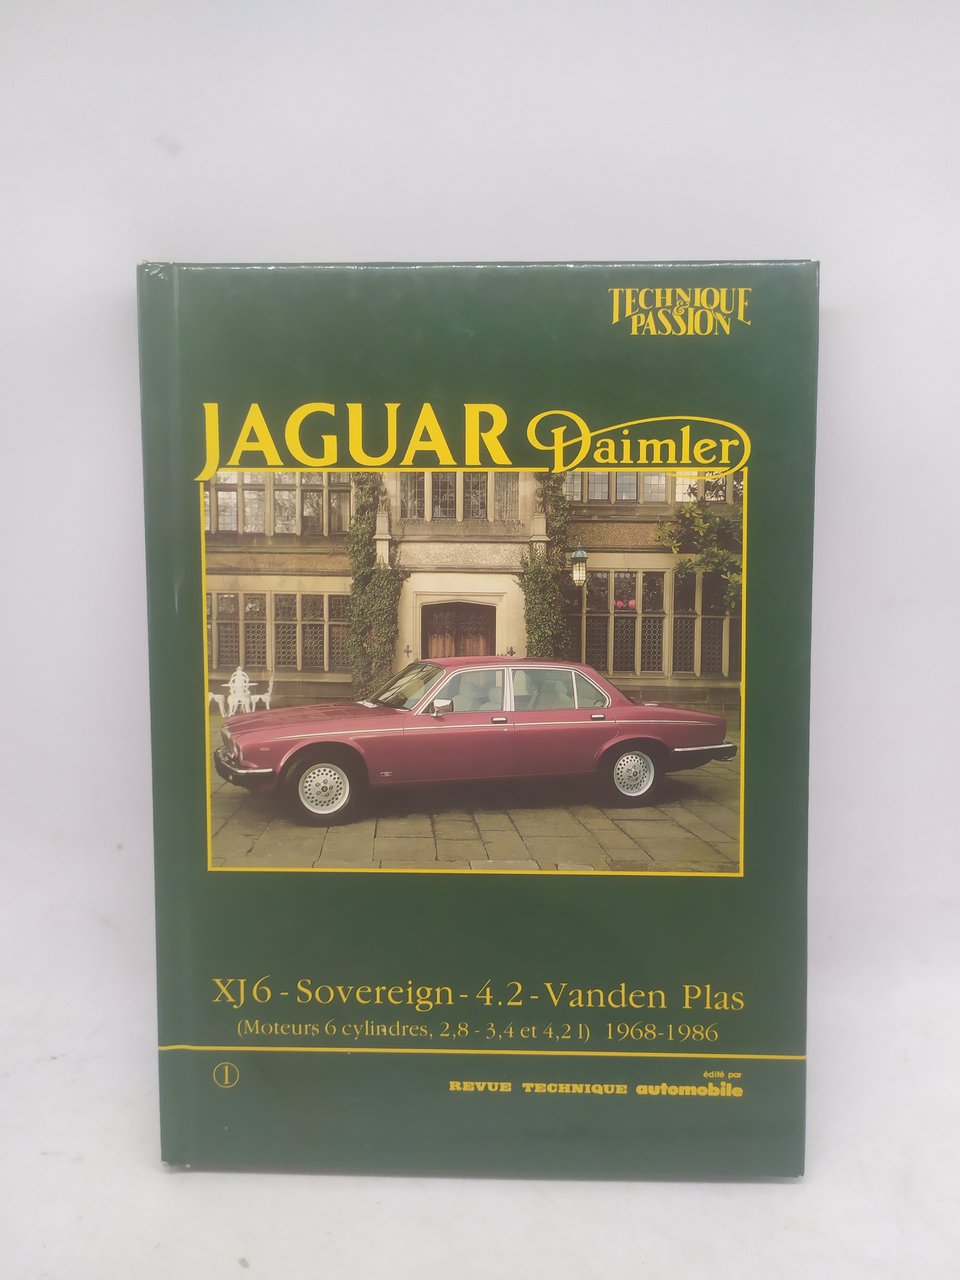 TECHNIQUE
&
PASSION
JAGUAR Daimler
XJ6 - Sovereign - 4.2 - Vanden Plas
(Moteurs 6 cylindres, 2,8 - 3,4 et 4,2 l) 1968-1986
1
édité par
REVUE TECHNIQUE automobile